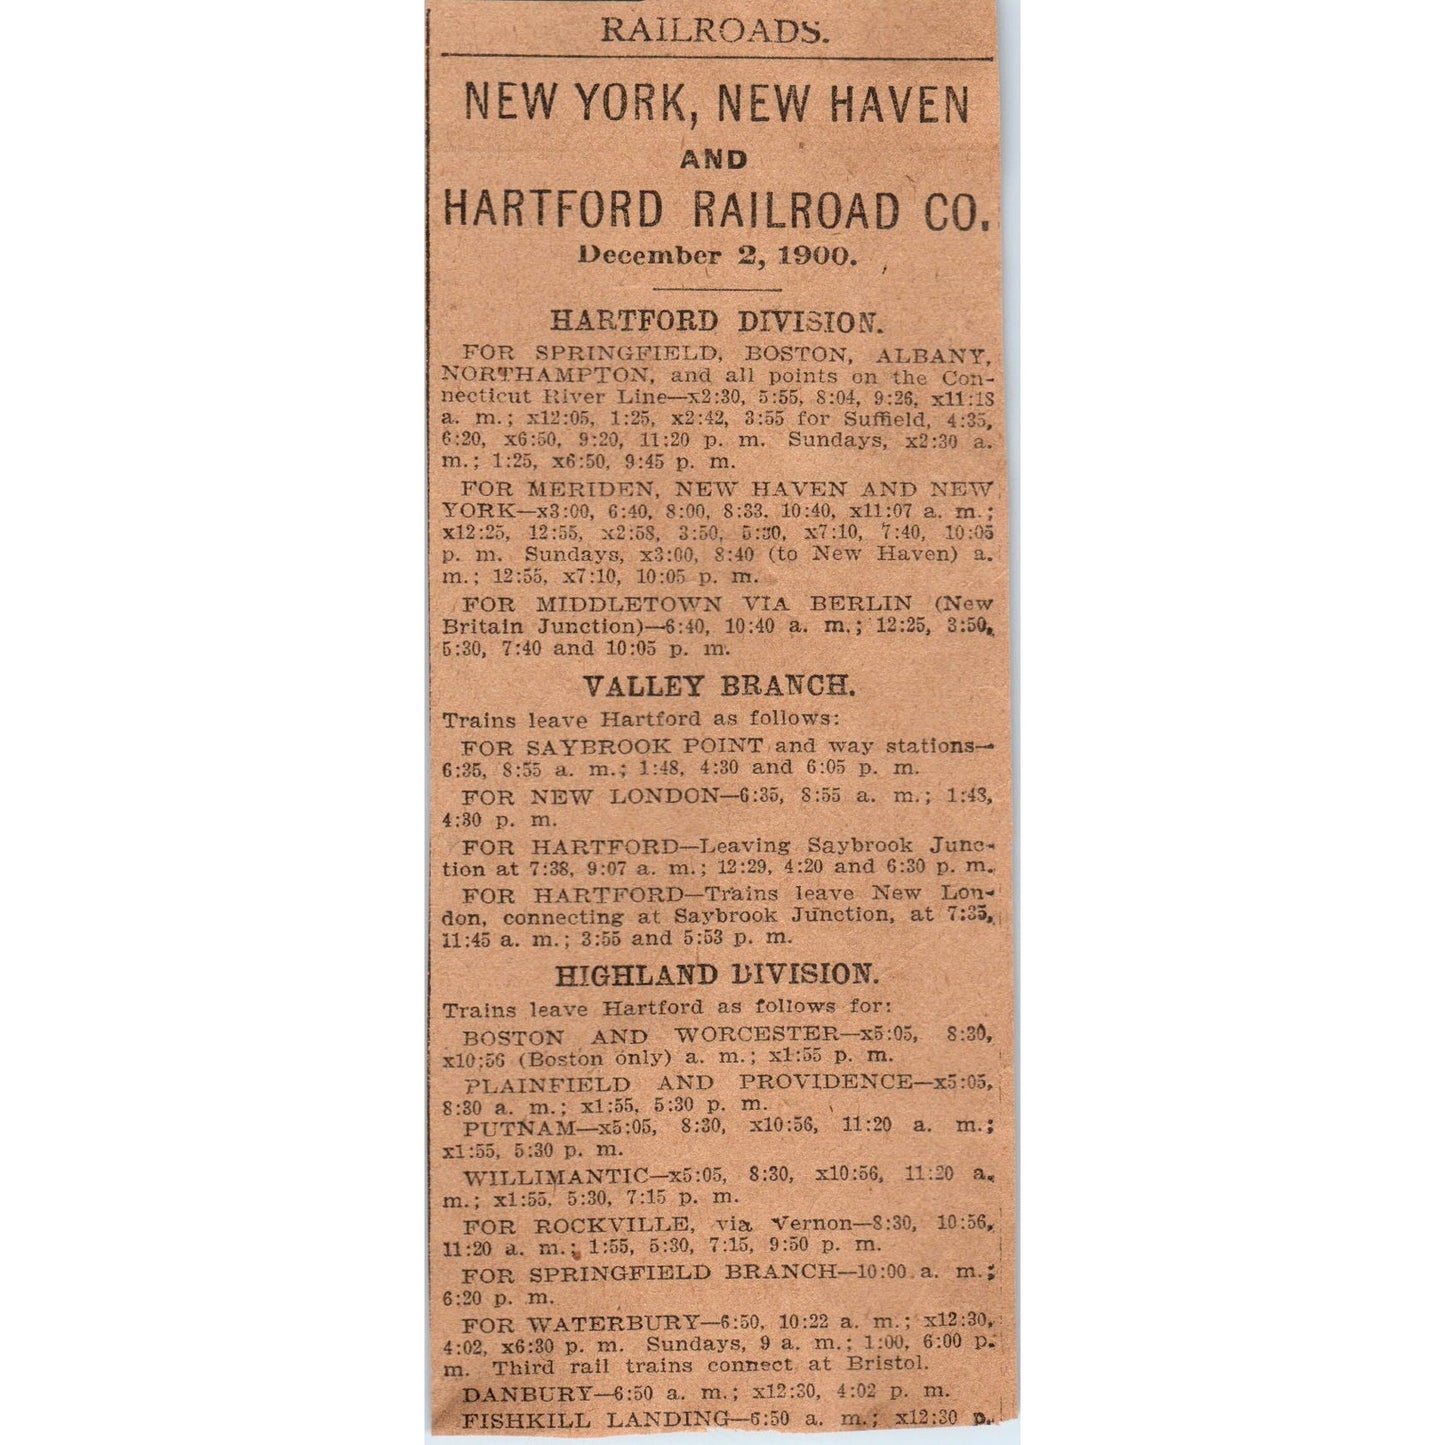 RAILROADS.
NEW YORK, NEW HAVEN
AND
HARTFORD RAILROAD CO.
December 2, 1900.
HARTFORD DIVISION.
FOR SPRINGFIELD, BOSTON, ALBANY,
NORTHAMPTON, and all points on the Con-
necticut River Line—x2:30, 5:55, 8:04, 9:26, x11:18
a. m.; x12:05, 1:25, x2:42, 3:55 for Suffield, 4:35,
6:20, x6:50, 9:20, 11:20 p. m. Sundays, x2:30 a.
m.; 1:25, x6:50, 9:45 p. m.
FOR MERIDEN, NEW HAVEN AND NEW
YORK—x3:00, 6:40, 8:00, 8:33, 10:40, x11:07 a. m.;
x12:25, 12:55, x2:58, 3:50, 5:30, x7:10, 7:40, 10:05
p. m. Sundays, x3:00, 8:40 (to New Haven) a.
m.; 12:55, x7:10, 10:05 p. m.
FOR MIDDLETOWN VIA BERLIN (New
Britain Junction)—6:40, 10:40 a. m.; 12:25, 3:50,
5:30, 7:40 and 10:05 p. m.
VALLEY BRANCH.
Trains leave Hartford as follows:
FOR SAYBROOK POINT and way stations—
6:35, 8:55 a. m.; 1:48, 4:30 and 6:05 p. m.
FOR NEW LONDON—6:35, 8:55 a. m.; 1:48,
4:30 p. m.
FOR HARTFORD—Leaving Saybrook Junc-
tion at 7:38, 9:07 a. m.; 12:29, 4:20 and 6:30 p. m.
FOR HARTFORD—Trains leave New Lon-
don, connecting at Saybrook Junction, at 7:35,
11:45 a. m.; 3:55 and 5:53 p. m.
HIGHLAND DIVISION.
Trains leave Hartford as follows for:
BOSTON AND WORCESTER—x5:05, 8:30,
x10:56 (Boston only) a. m.; x1:55 p. m.
PLAINFIELD AND PROVIDENCE—x5:05,
8:30 a. m.; x1:55, 5:30 p. m.
PUTNAM—x5:05, 8:30, x10:56, 11:20 a. m.;
x1:55, 5:30 p. m.
WILLIMANTIC—x5:05, 8:30, x10:56, 11:20 a.
m.; x1:55, 5:30, 7:15 p. m.
FOR ROCKVILLE, via Vernon—8:30, 10:56,
11:20 a. m.; 1:55, 5:30, 7:15, 9:50 p. m.
FOR SPRINGFIELD BRANCH—10:00 a. m.;
6:20 p. m.
FOR WATERBURY—6:50, 10:22 a. m.; x12:30,
4:02, x6:30 p. m. Sundays, 9 a. m.; 1:00, 6:00 p.
m. Third rail trains connect at Bristol.
DANBURY—6:50 a. m.; x12:30, 4:02 p. m.
FISHKILL LANDING—6:50 a. m.; x12:30 p.